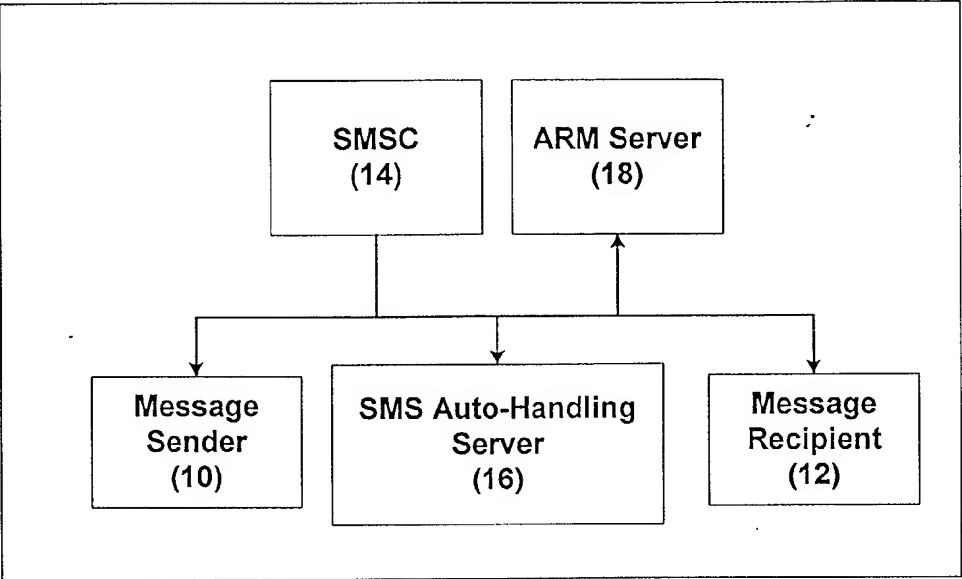 SMSC
(14)
ARM Server
(18)
Message
Sender
(10)
SMS Auto-Handling
Server
(16)
Message
Recipient
(12)